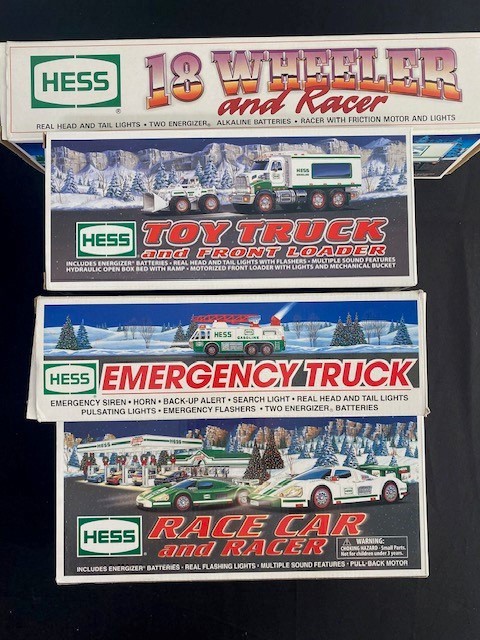 HESS
18 WHEELER
and Racer
REAL HEAD AND TAIL LIGHTS • TWO ENERGIZER® ALKALINE BATTERIES • RACER WITH FRICTION MOTOR AND LIGHTS
HESS
HESS
TOY TRUCK
and FRONT LOADER
INCLUDES ENERGIZER® BATTERIES • REAL HEAD AND TAIL LIGHTS WITH FLASHERS • MULTIPLE SOUND FEATURES
HYDRAULIC OPEN BOX BED WITH RAMP • MOTORIZED FRONT LOADER WITH LIGHTS AND MECHANICAL BUCKET
HESS
GASOLINE
HESS
EMERGENCY TRUCK
EMERGENCY SIREN • HORN • BACK-UP ALERT • SEARCH LIGHT • REAL HEAD AND TAIL LIGHTS
PULSATING LIGHTS • EMERGENCY FLASHERS • TWO ENERGIZER® BATTERIES
HESS
HESS
RACE CAR
and RACER
WARNING:
CHOKING HAZARD - Small Parts.
Not for children under 3 years.
INCLUDES ENERGIZER® BATTERIES • REAL FLASHING LIGHTS • MULTIPLE SOUND FEATURES • PULL-BACK MOTOR